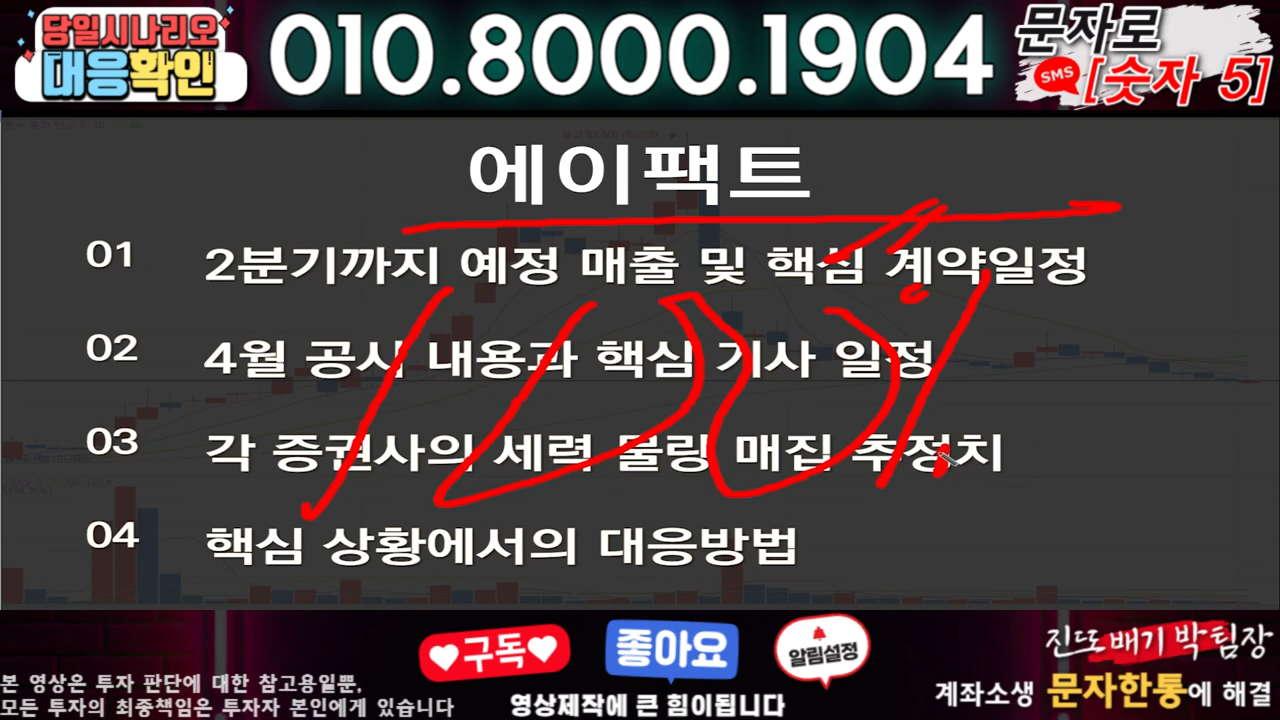 당일시나리오
대응확인
010.8000.1904
문자로
SMS [숫자 5]
에이팩트
01 2분기까지 예정 매출 및 핵심 계약일정
02 4월 공시 내용과 핵심 기사 일정
03 각 증권사의 세력 물링 매집 추정치
04 핵심 상황에서의 대응방법
100%
구독
좋아요
알림설정
영상제작에 큰 힘이됩니다
본 영상은 투자 판단에 대한 참고용일뿐,
모든 투자의 최종책임은 투자자 본인에게 있습니다
진또배기 박팀장
계좌소생 문자한통에 해결